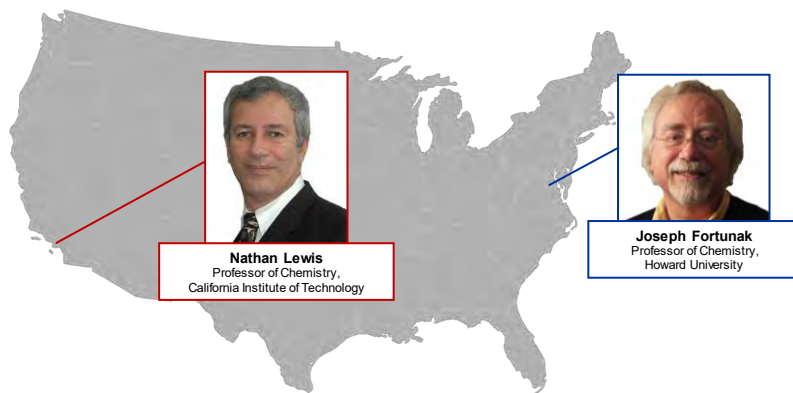 Nathan Lewis
Professor of Chemistry,
California Institute of Technology
Joseph Fortunak
Professor of Chemistry,
Howard University